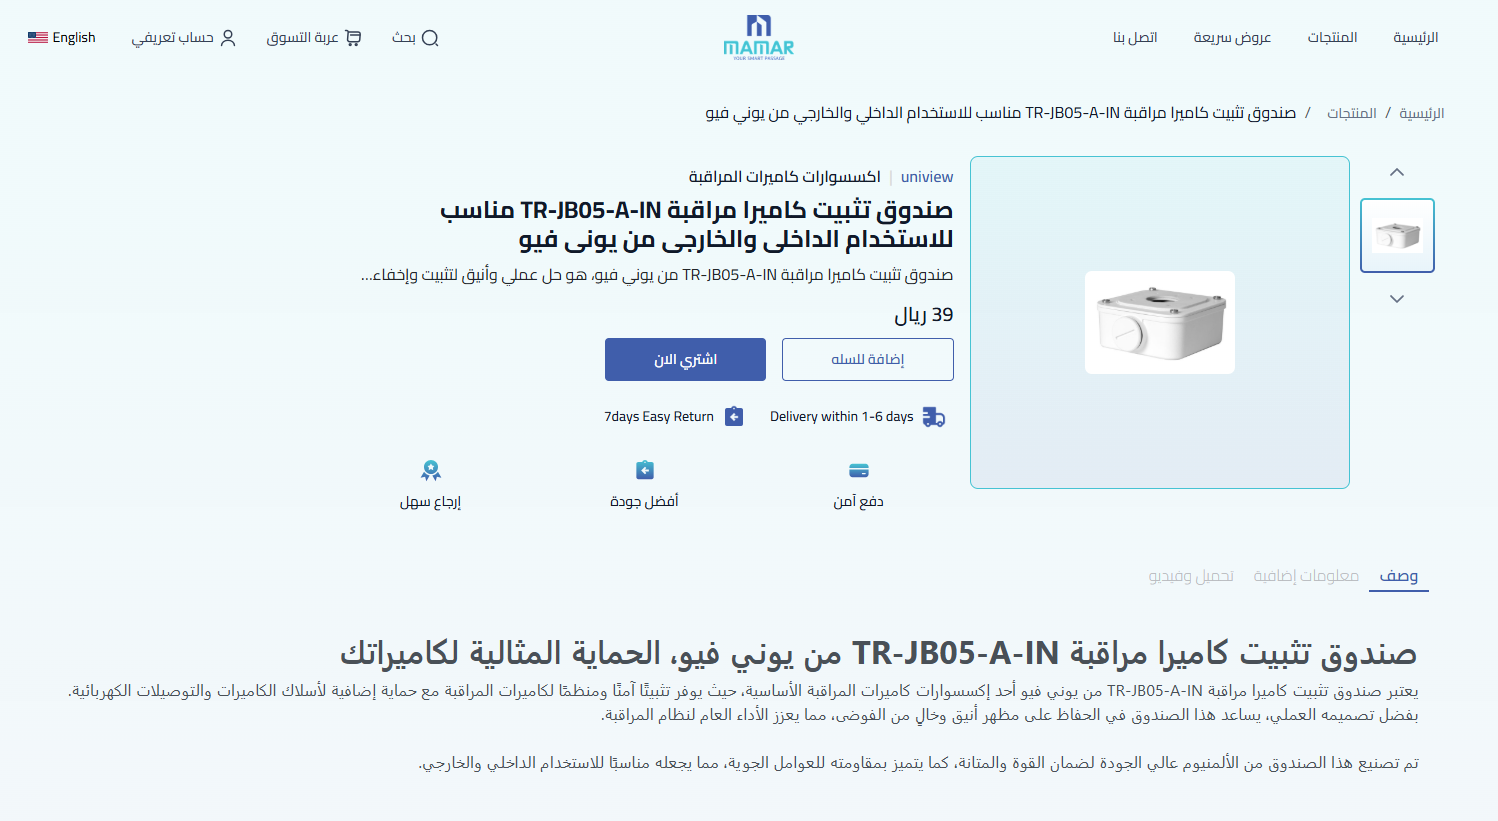 الرئيسية
المنتجات
عروض سريعة
اتصل بنا
MAMAR
YOUR SMART PASSAGE
بحث
عربة التسوق
حساب تعريفي
English
الرئيسية / المنتجات / صندوق تثبيت كاميرا مراقبة TR-JB05-A-IN مناسب للاستخدام الداخلي والخارجي من يوني فيو
uniview | اكسسوارات كاميرات المراقبة
صندوق تثبيت كاميرا مراقبة TR-JB05-A-IN مناسب
للاستخدام الداخلي والخارجي من يوني فيو
صندوق تثبيت كاميرا مراقبة TR-JB05-A-IN من يوني فيو، هو حل عملي وأنيق لتثبيت وإخفاء...
39 ريال
إضافة للسله
اشتري الان
Delivery within 1-6 days
7days Easy Return
دفع آمن
أفضل جودة
إرجاع سهل
وصف
معلومات إضافية
تحميل وفيديو
صندوق تثبيت كاميرا مراقبة TR-JB05-A-IN من يوني فيو، الحماية المثالية لكاميراتك
يعتبر صندوق تثبيت كاميرا مراقبة TR-JB05-A-IN من يوني فيو أحد إكسسوارات كاميرات المراقبة الأساسية، حيث يوفر تثبيتًا آمنًا ومنظمًا لكاميرات المراقبة مع حماية إضافية لأسلاك الكاميرات والتوصيلات الكهربائية.
بفضل تصميمه العملي، يساعد هذا الصندوق في الحفاظ على مظهر أنيق وخالٍ من الفوضى، مما يعزز الأداء العام لنظام المراقبة.
تم تصنيع هذا الصندوق من الألمنيوم عالي الجودة لضمان القوة والمتانة، كما يتميز بمقاومته للعوامل الجوية، مما يجعله مناسبًا للاستخدام الداخلي والخارجي.